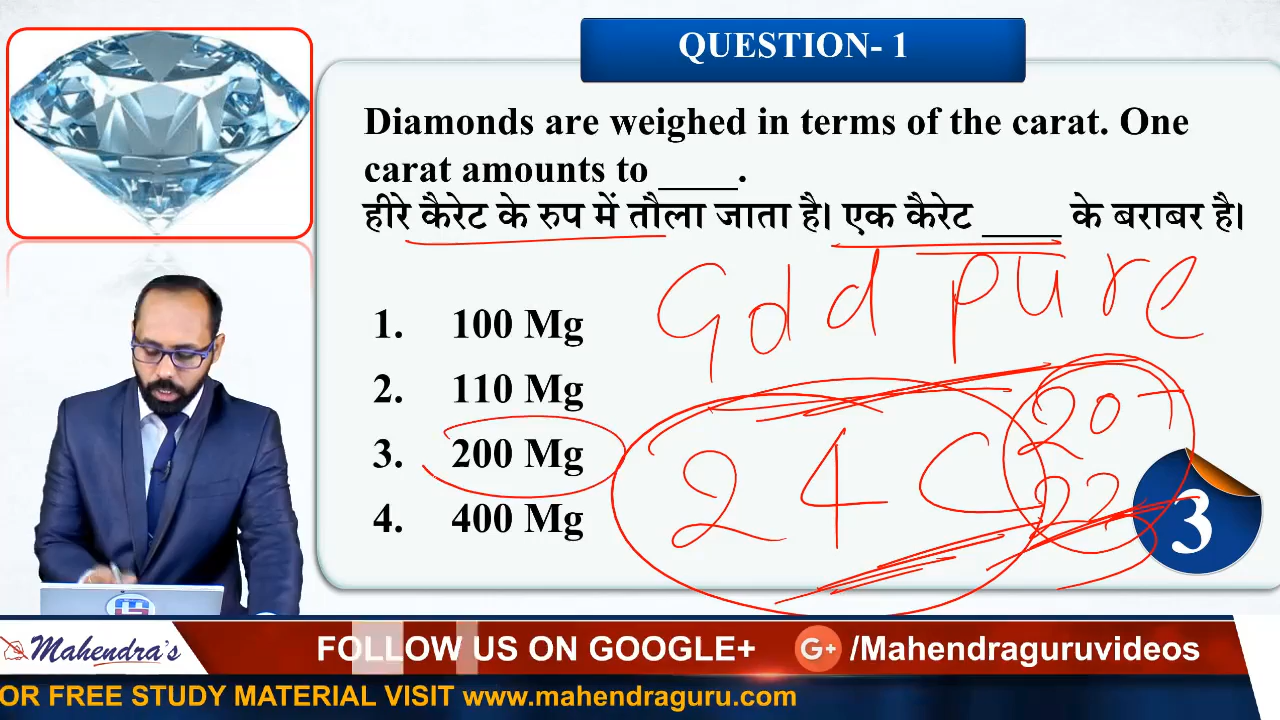 QUESTION- 1
Diamonds are weighed in terms of the carat. One
carat amounts to ____.
हीरे कैरेट के रुप में तौला जाता है। एक कैरेट ____ के बराबर है।
Gold pure
1. 100 Mg
2. 110 Mg
3. 200 Mg
4. 400 Mg
24C
20
22
3
Mahendra's
FOLLOW US ON GOOGLE+
G+ /Mahendraguruvideos
OR FREE STUDY MATERIAL VISIT www.mahendraguru.com